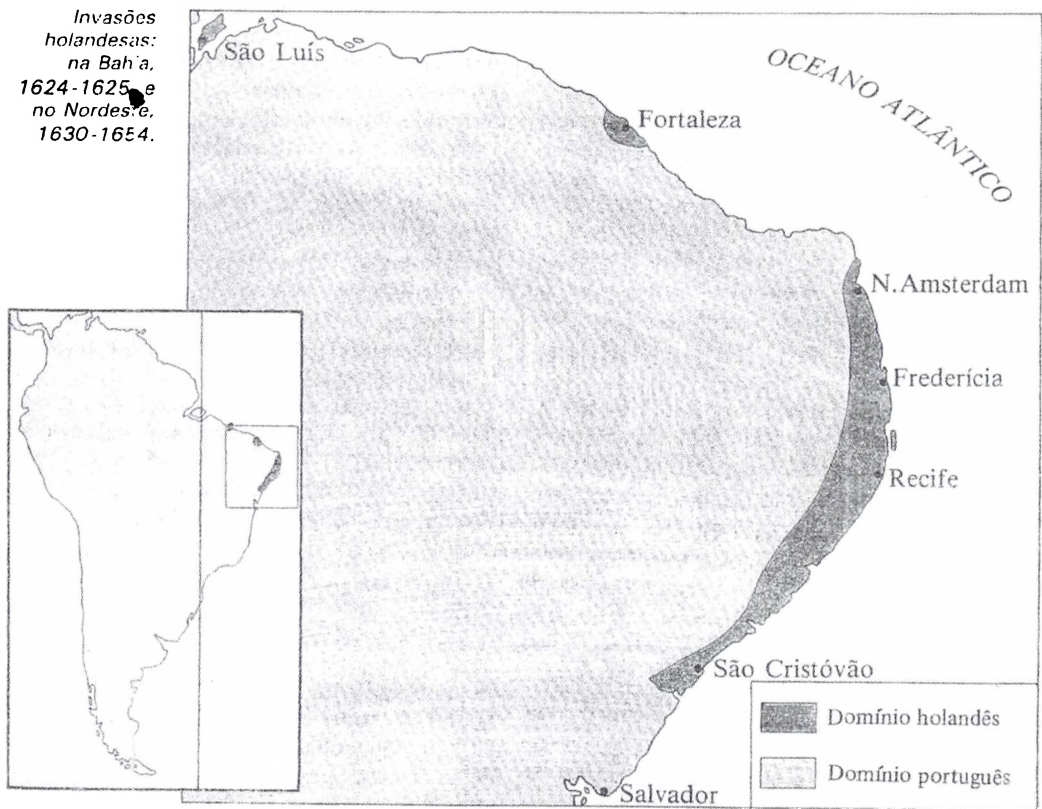 Invasões
holandesas:
na Bahia,
1624-1625, e
no Nordeste,
1630-1654.
São Luís
OCEANO ATLÂNTICO
Fortaleza
N. Amsterdam
Frederícia
Recife
São Cristóvão
Domínio holandês
Domínio português
Salvador